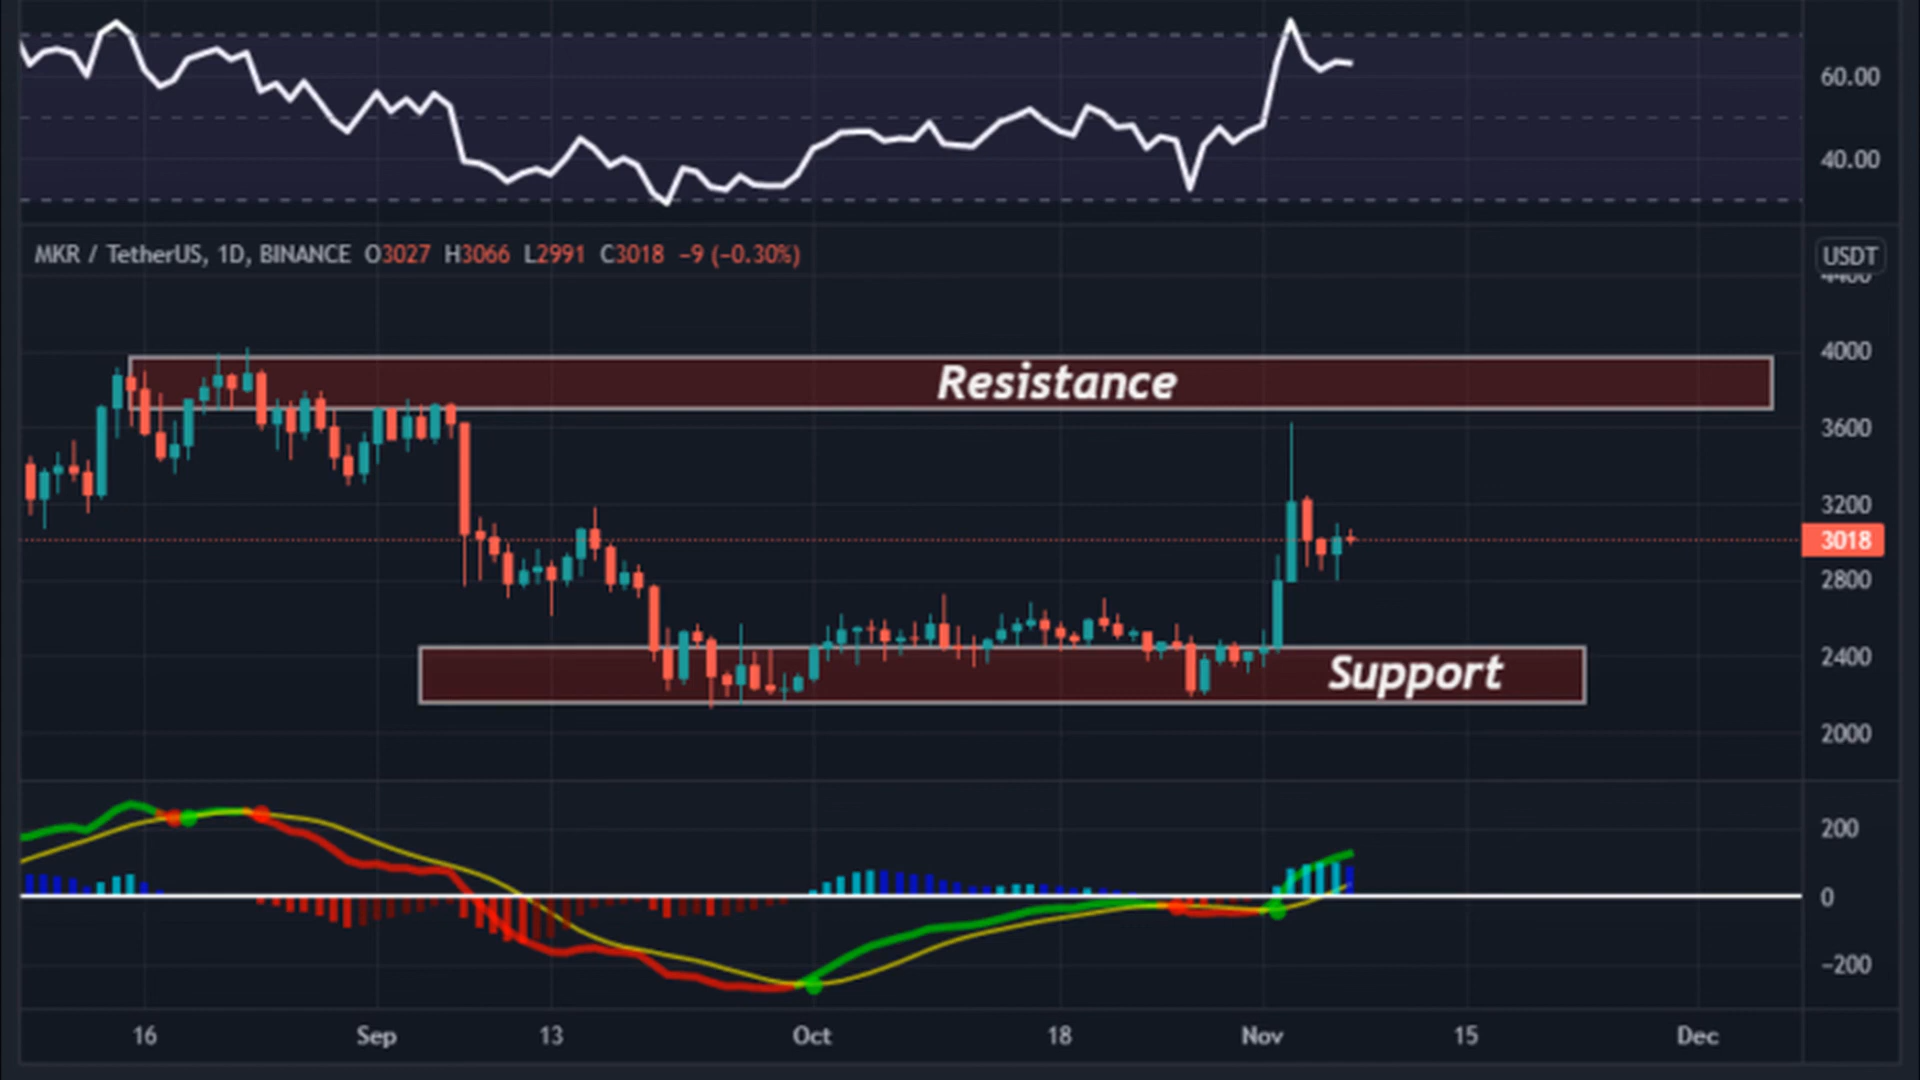 60.00
40.00
MKR / TetherUS, 1D, BINANCE O3027 H3066 L2991 C3018 −9 (−0.30%)
USDT
4400
4000
Resistance
3600
3200
3018
2800
2400
Support
2000
200
0
−200
16 Sep 13 Oct 18 Nov 15 Dec